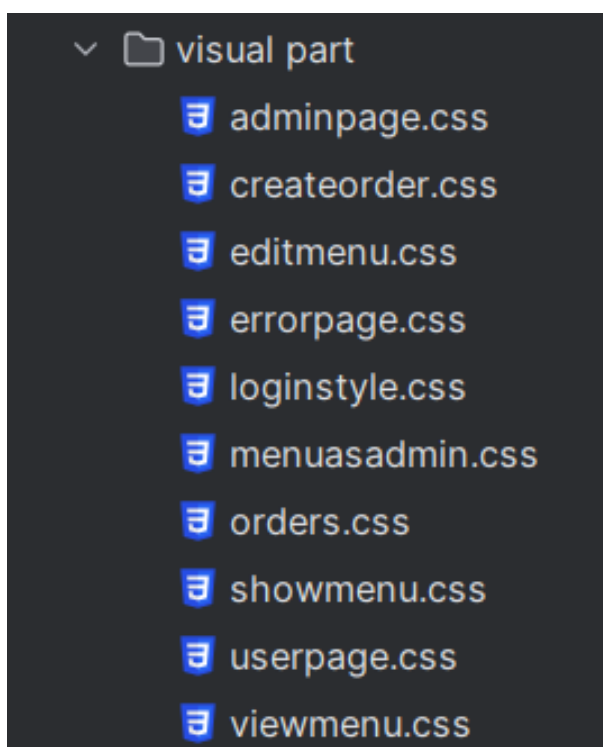 visual part
adminpage.css
createorder.css
editmenu.css
errorpage.css
loginstyle.css
menuasadmin.css
orders.css
showmenu.css
userpage.css
viewmenu.css